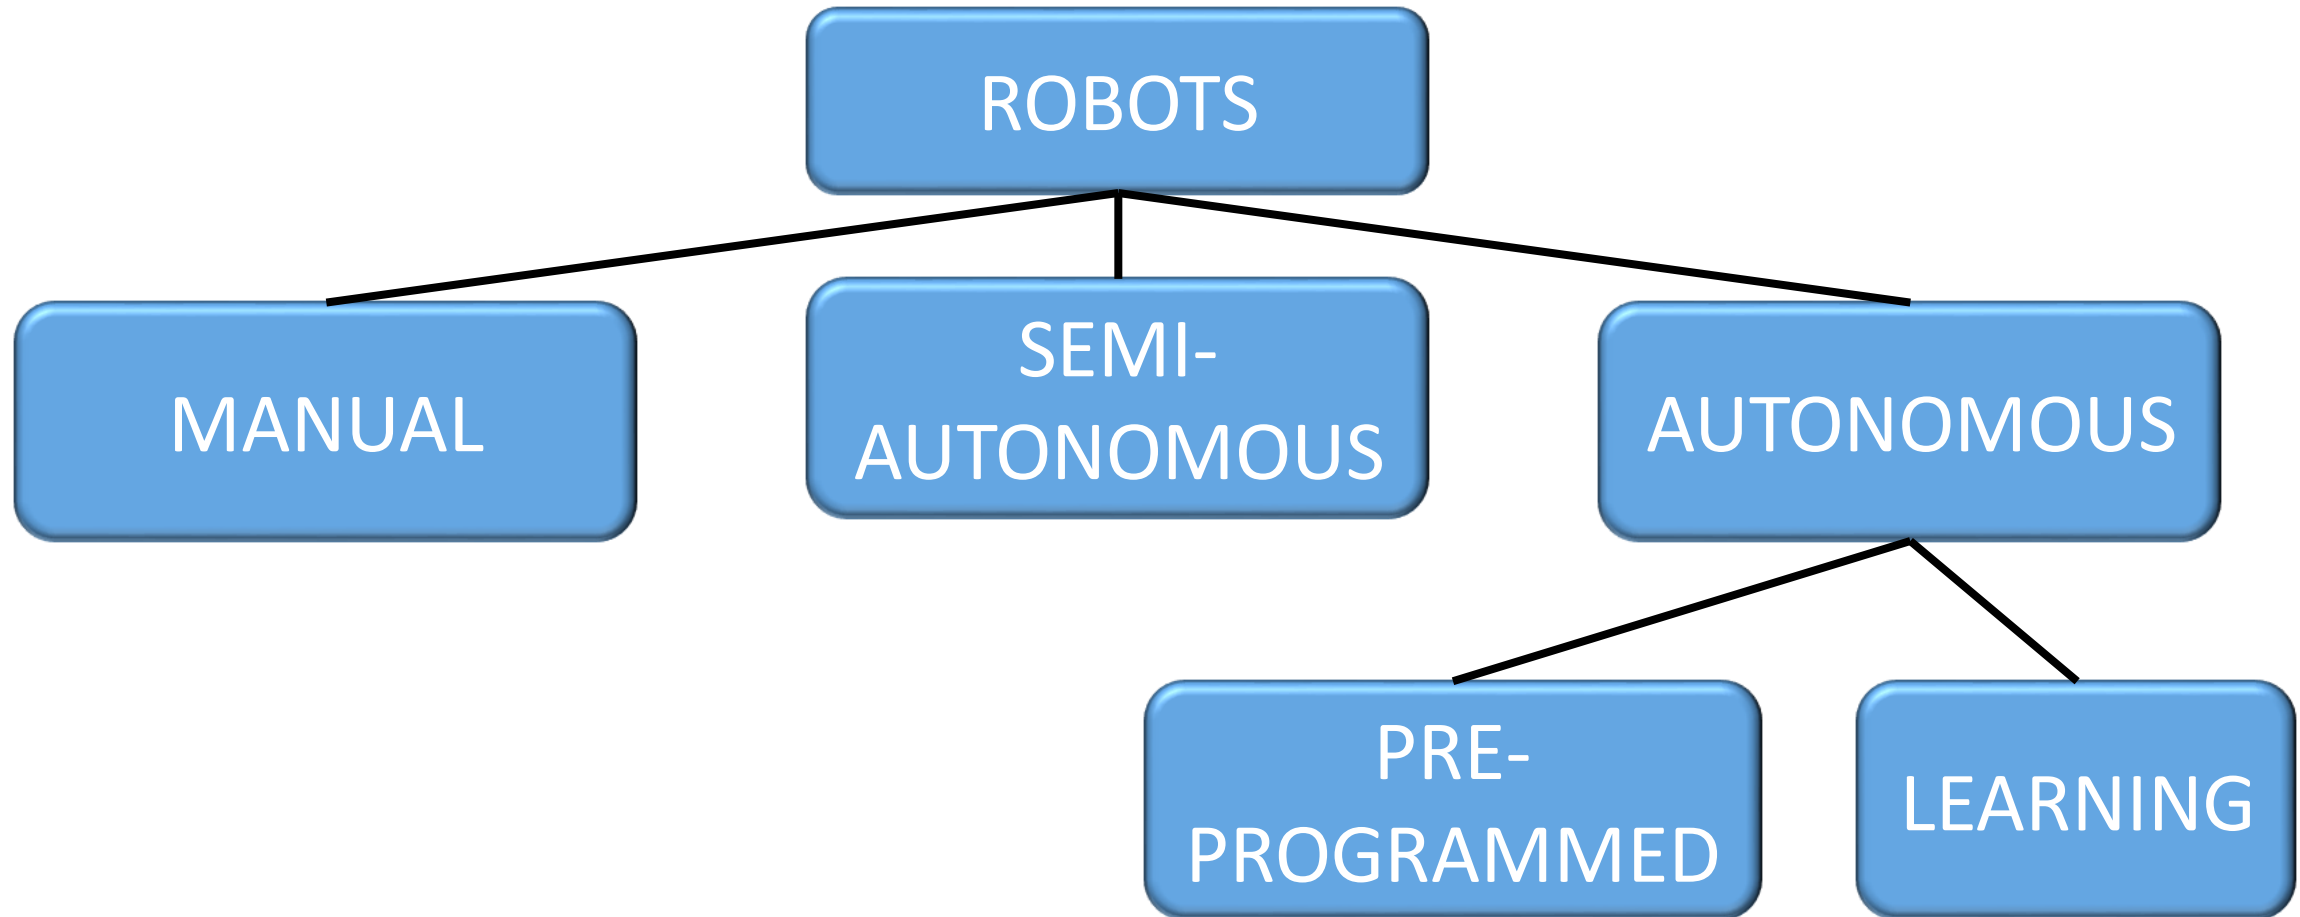 ROBOTS
MANUAL
SEMI-
AUTONOMOUS
AUTONOMOUS
PRE-
PROGRAMMED
LEARNING